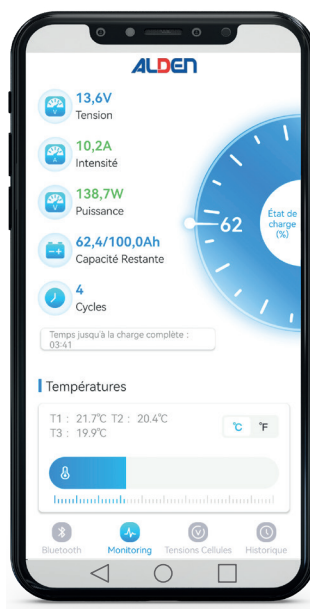 ALDEN
13,6V
Tension
10,2A
Intensité
138,7W
Puissance
62,4/100,0Ah
Capacité Restante
4
Cycles
62
État de
charge
(%)
Temps jusqu'à la charge complète :
03:41
Températures
T1 : 21.7℃ T2 : 20.4℃
T3 : 19.9℃
℃ ℉
Bluetooth Monitoring Tensions Cellules Historique